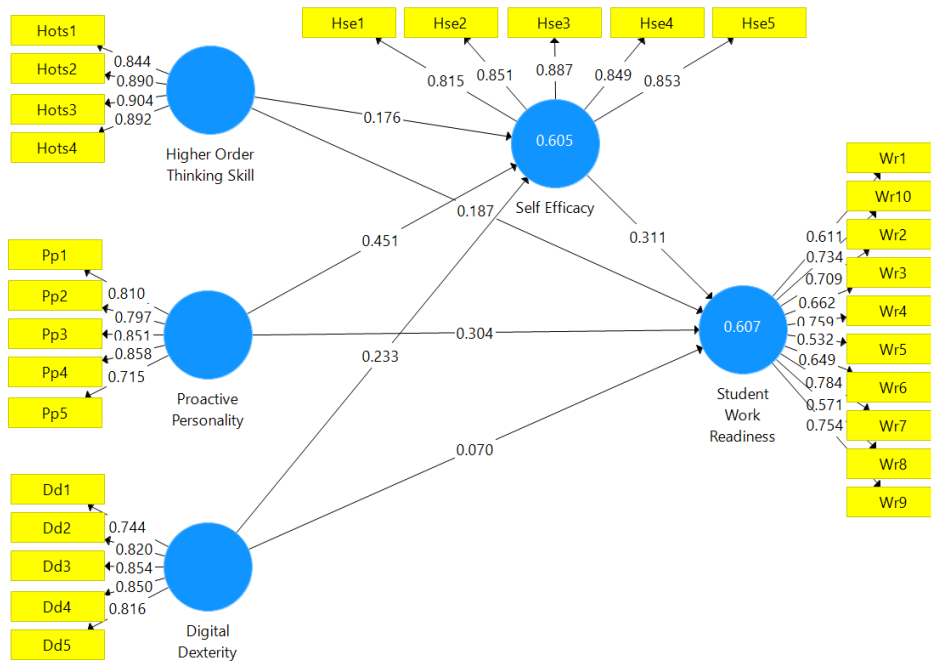 Hots1
Hots2
Hots3
Hots4
0.844
0.890
0.904
0.892
Higher Order
Thinking Skill
Hse1
Hse2
Hse3
Hse4
Hse5
0.815
0.851
0.887
0.849
0.853
0.605
Self Efficacy
0.176
0.187
0.451
0.311
0.304
0.233
0.070
Pp1
Pp2
Pp3
Pp4
Pp5
0.810
0.797
0.851
0.858
0.715
Proactive
Personality
Dd1
Dd2
Dd3
Dd4
Dd5
0.744
0.820
0.854
0.850
0.816
Digital
Dexterity
0.607
Student
Work
Readiness
0.611
0.734
0.709
0.662
0.759
0.532
0.649
0.784
0.571
0.754
Wr1
Wr10
Wr2
Wr3
Wr4
Wr5
Wr6
Wr7
Wr8
Wr9